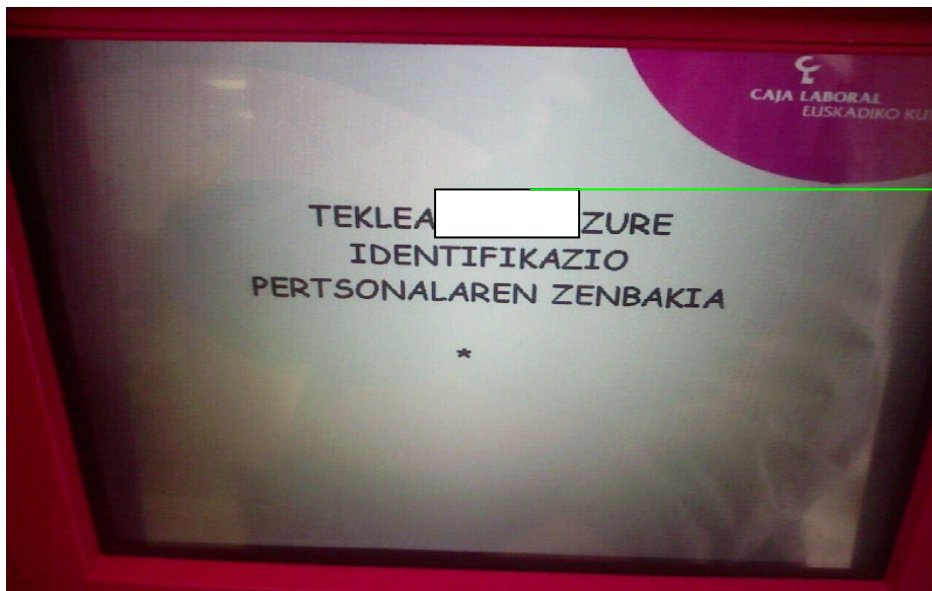 CAJA LABORAL
TEKLEA ZURE
IDENTIFIKAZIO
PERTSONALAREN ZENBAKIA
*